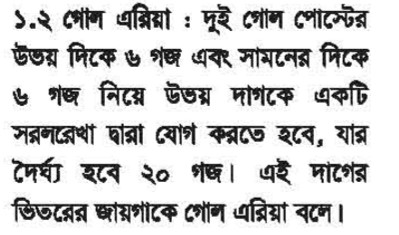 ১.২ গোল এরিয়া : দুই গোল পোস্টের
উভয় দিকে ৬ গজ এবং সামনের দিকে
৬ গজ নিয়ে উভয় দাগকে একটি
সরলরেখা দ্বারা যোগ করতে হবে, যার
দৈর্ঘ্য হবে ২০ গজ। এই দাগের
ভিতরের জায়গাকে গোল এরিয়া বলে।